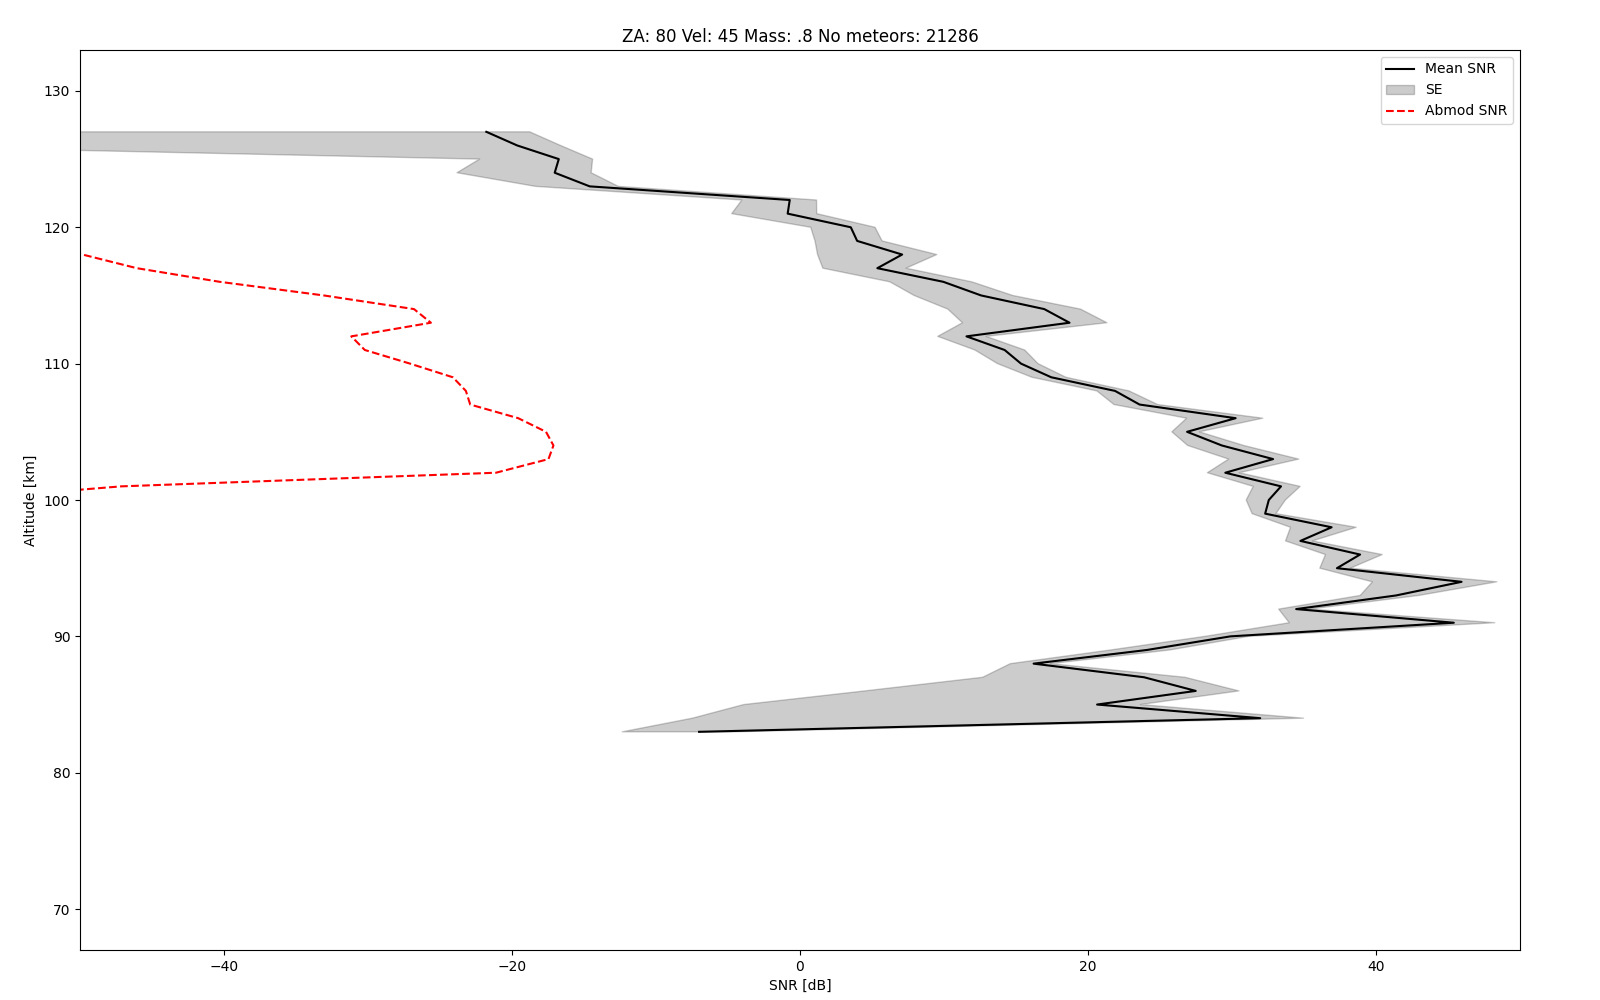 ZA: 80 Vel: 45 Mass: .8 No meteors: 21286
Mean SNR
SE
Abmod SNR
130
120
110
100
90
80
70
Altitude [km]
−40
−20
0
20
40
SNR [dB]